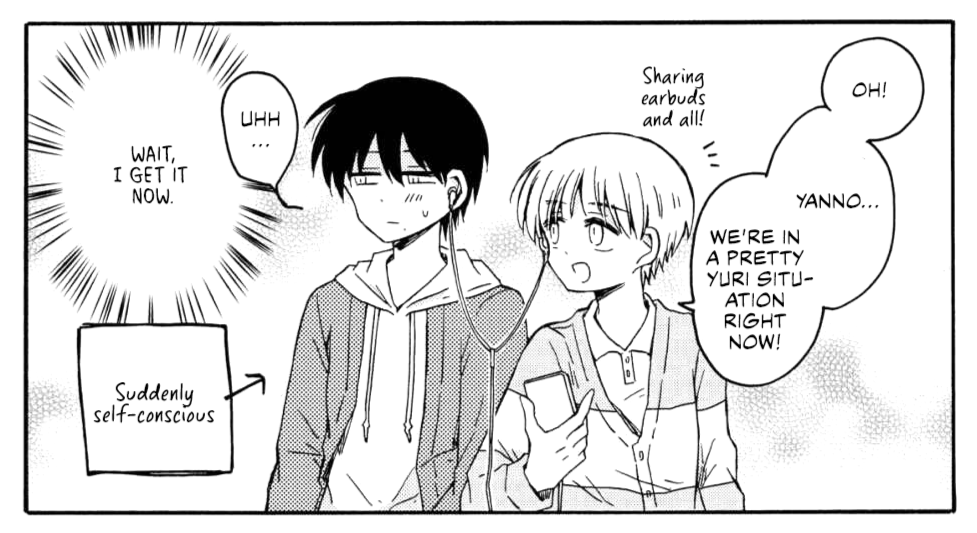 OH!
YANNO...
WE'RE IN
A PRETTY
YURI SITU-
ATION
RIGHT
NOW!
Sharing
earbuds
and all!
UHH
...
WAIT,
I GET IT
NOW.
Suddenly
self-conscious